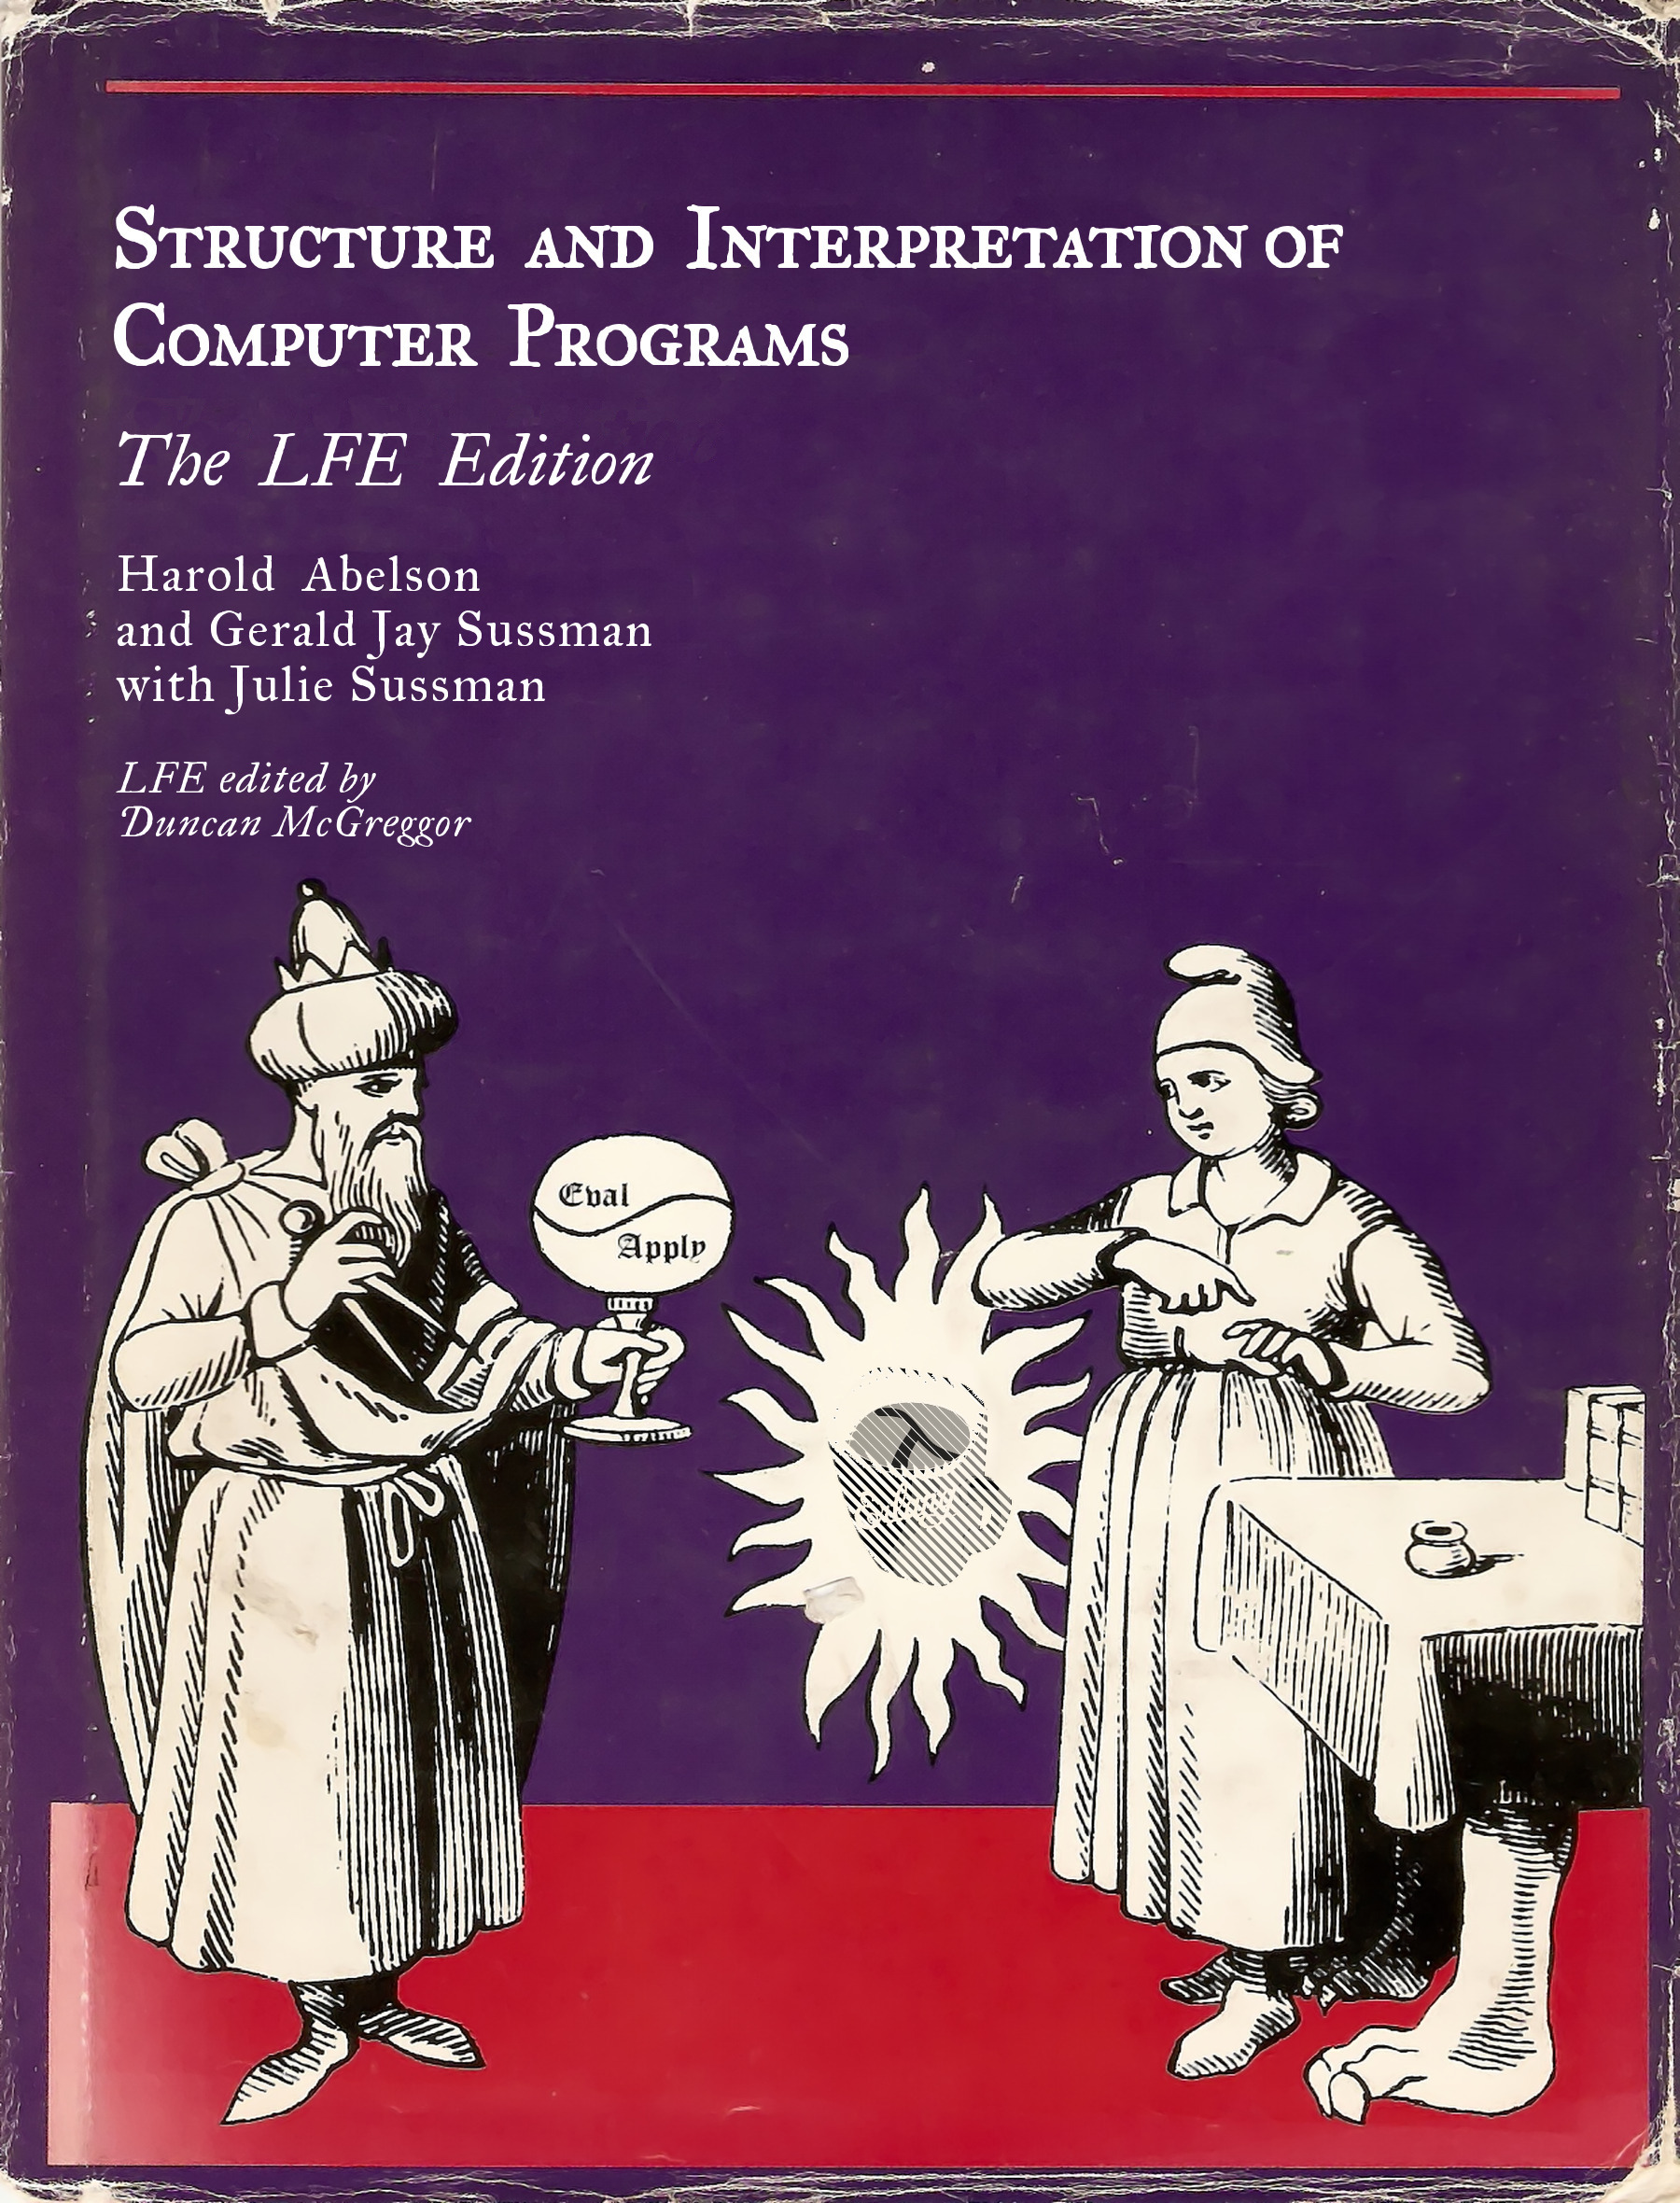 Structure and Interpretation of
Computer Programs
The LFE Edition
Harold Abelson
and Gerald Jay Sussman
with Julie Sussman
LFE edited by
Duncan McGreggor
Eval
Apply
λ